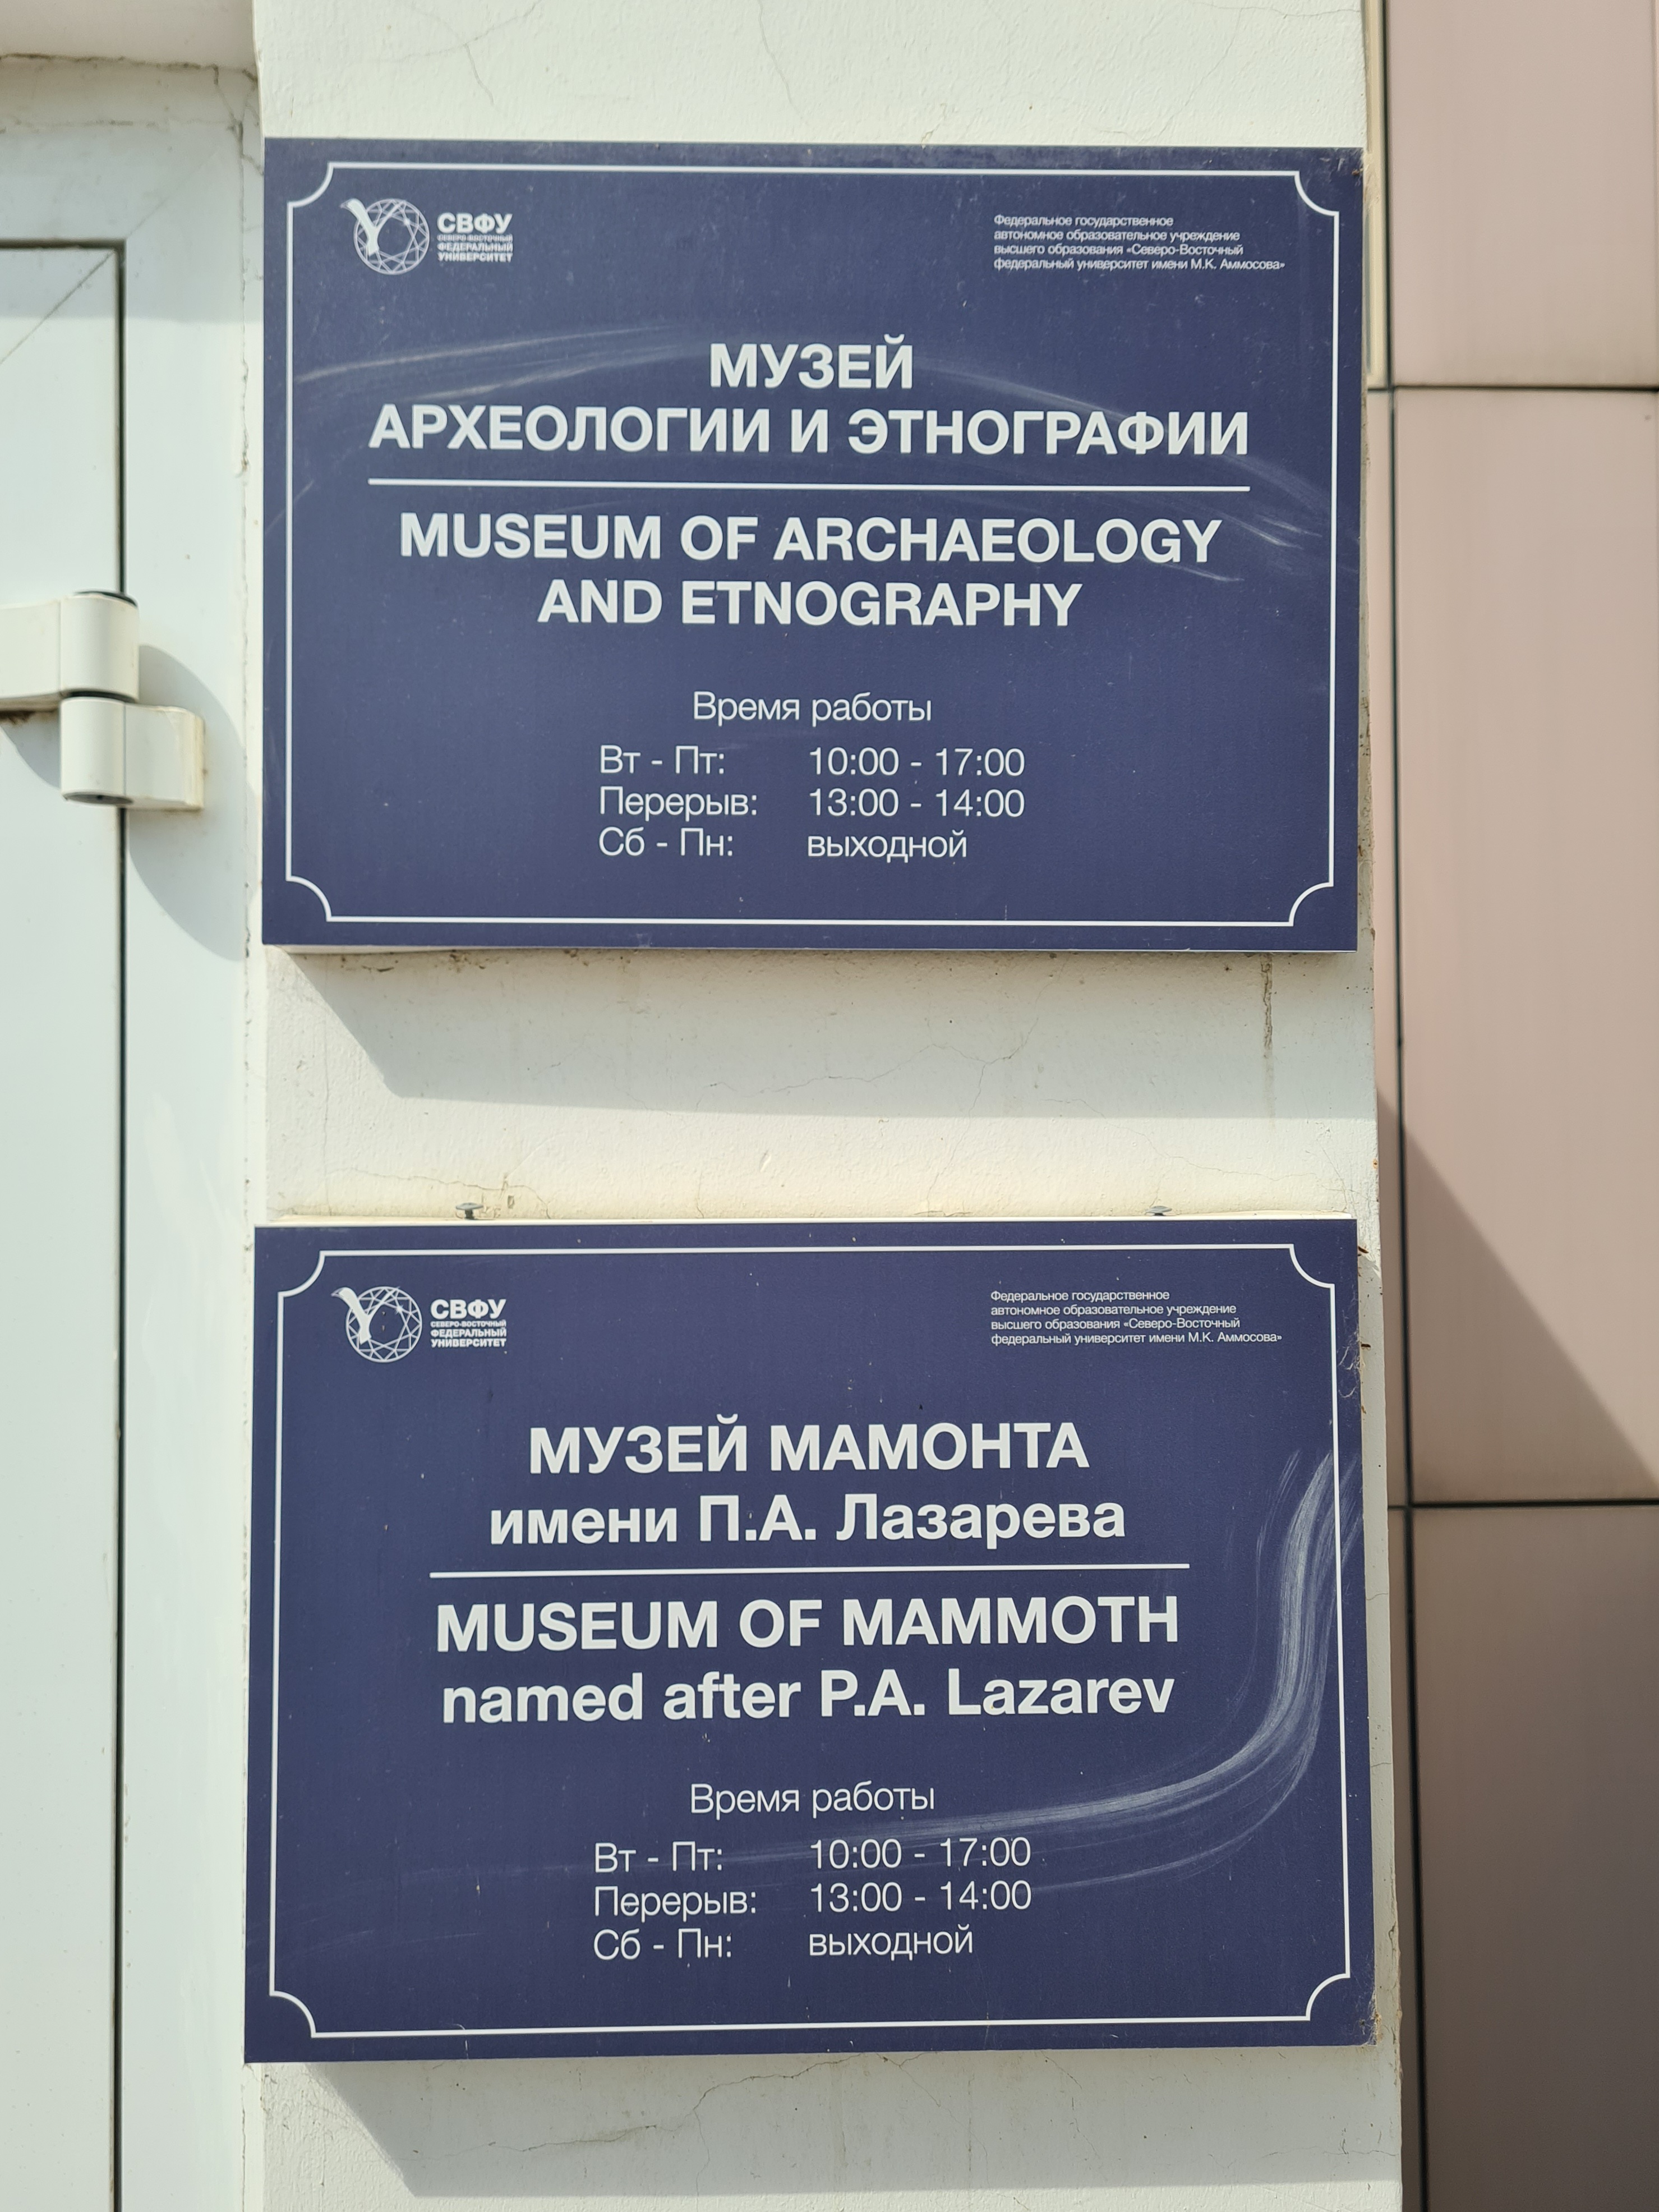 СВФУ
СЕВЕРО-ВОСТОЧНЫЙ
ФЕДЕРАЛЬНЫЙ
УНИВЕРСИТЕТ
Федеральное государственное
автономное образовательное учреждение
высшего образования «Северо-Восточный
федеральный университет имени М.К. Аммосова»
МУЗЕЙ
АРХЕОЛОГИИ И ЭТНОГРАФИИ
MUSEUM OF ARCHAEOLOGY
AND ETNOGRAPHY
Время работы
Вт - Пт: 10:00 - 17:00
Перерыв: 13:00 - 14:00
Сб - Пн: выходной
СВФУ
СЕВЕРО-ВОСТОЧНЫЙ
ФЕДЕРАЛЬНЫЙ
УНИВЕРСИТЕТ
Федеральное государственное
автономное образовательное учреждение
высшего образования «Северо-Восточный
федеральный университет имени М.К. Аммосова»
МУЗЕЙ МАМОНТА
имени П.А. Лазарева
MUSEUM OF MAMMOTH
named after P.A. Lazarev
Время работы
Вт - Пт: 10:00 - 17:00
Перерыв: 13:00 - 14:00
Сб - Пн: выходной